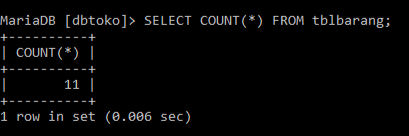 MariaDB [dbtoko]> SELECT COUNT(*) FROM tblbarang;
+----------+
| COUNT(*) |
+----------+
|       11 |
+----------+
1 row in set (0.006 sec)